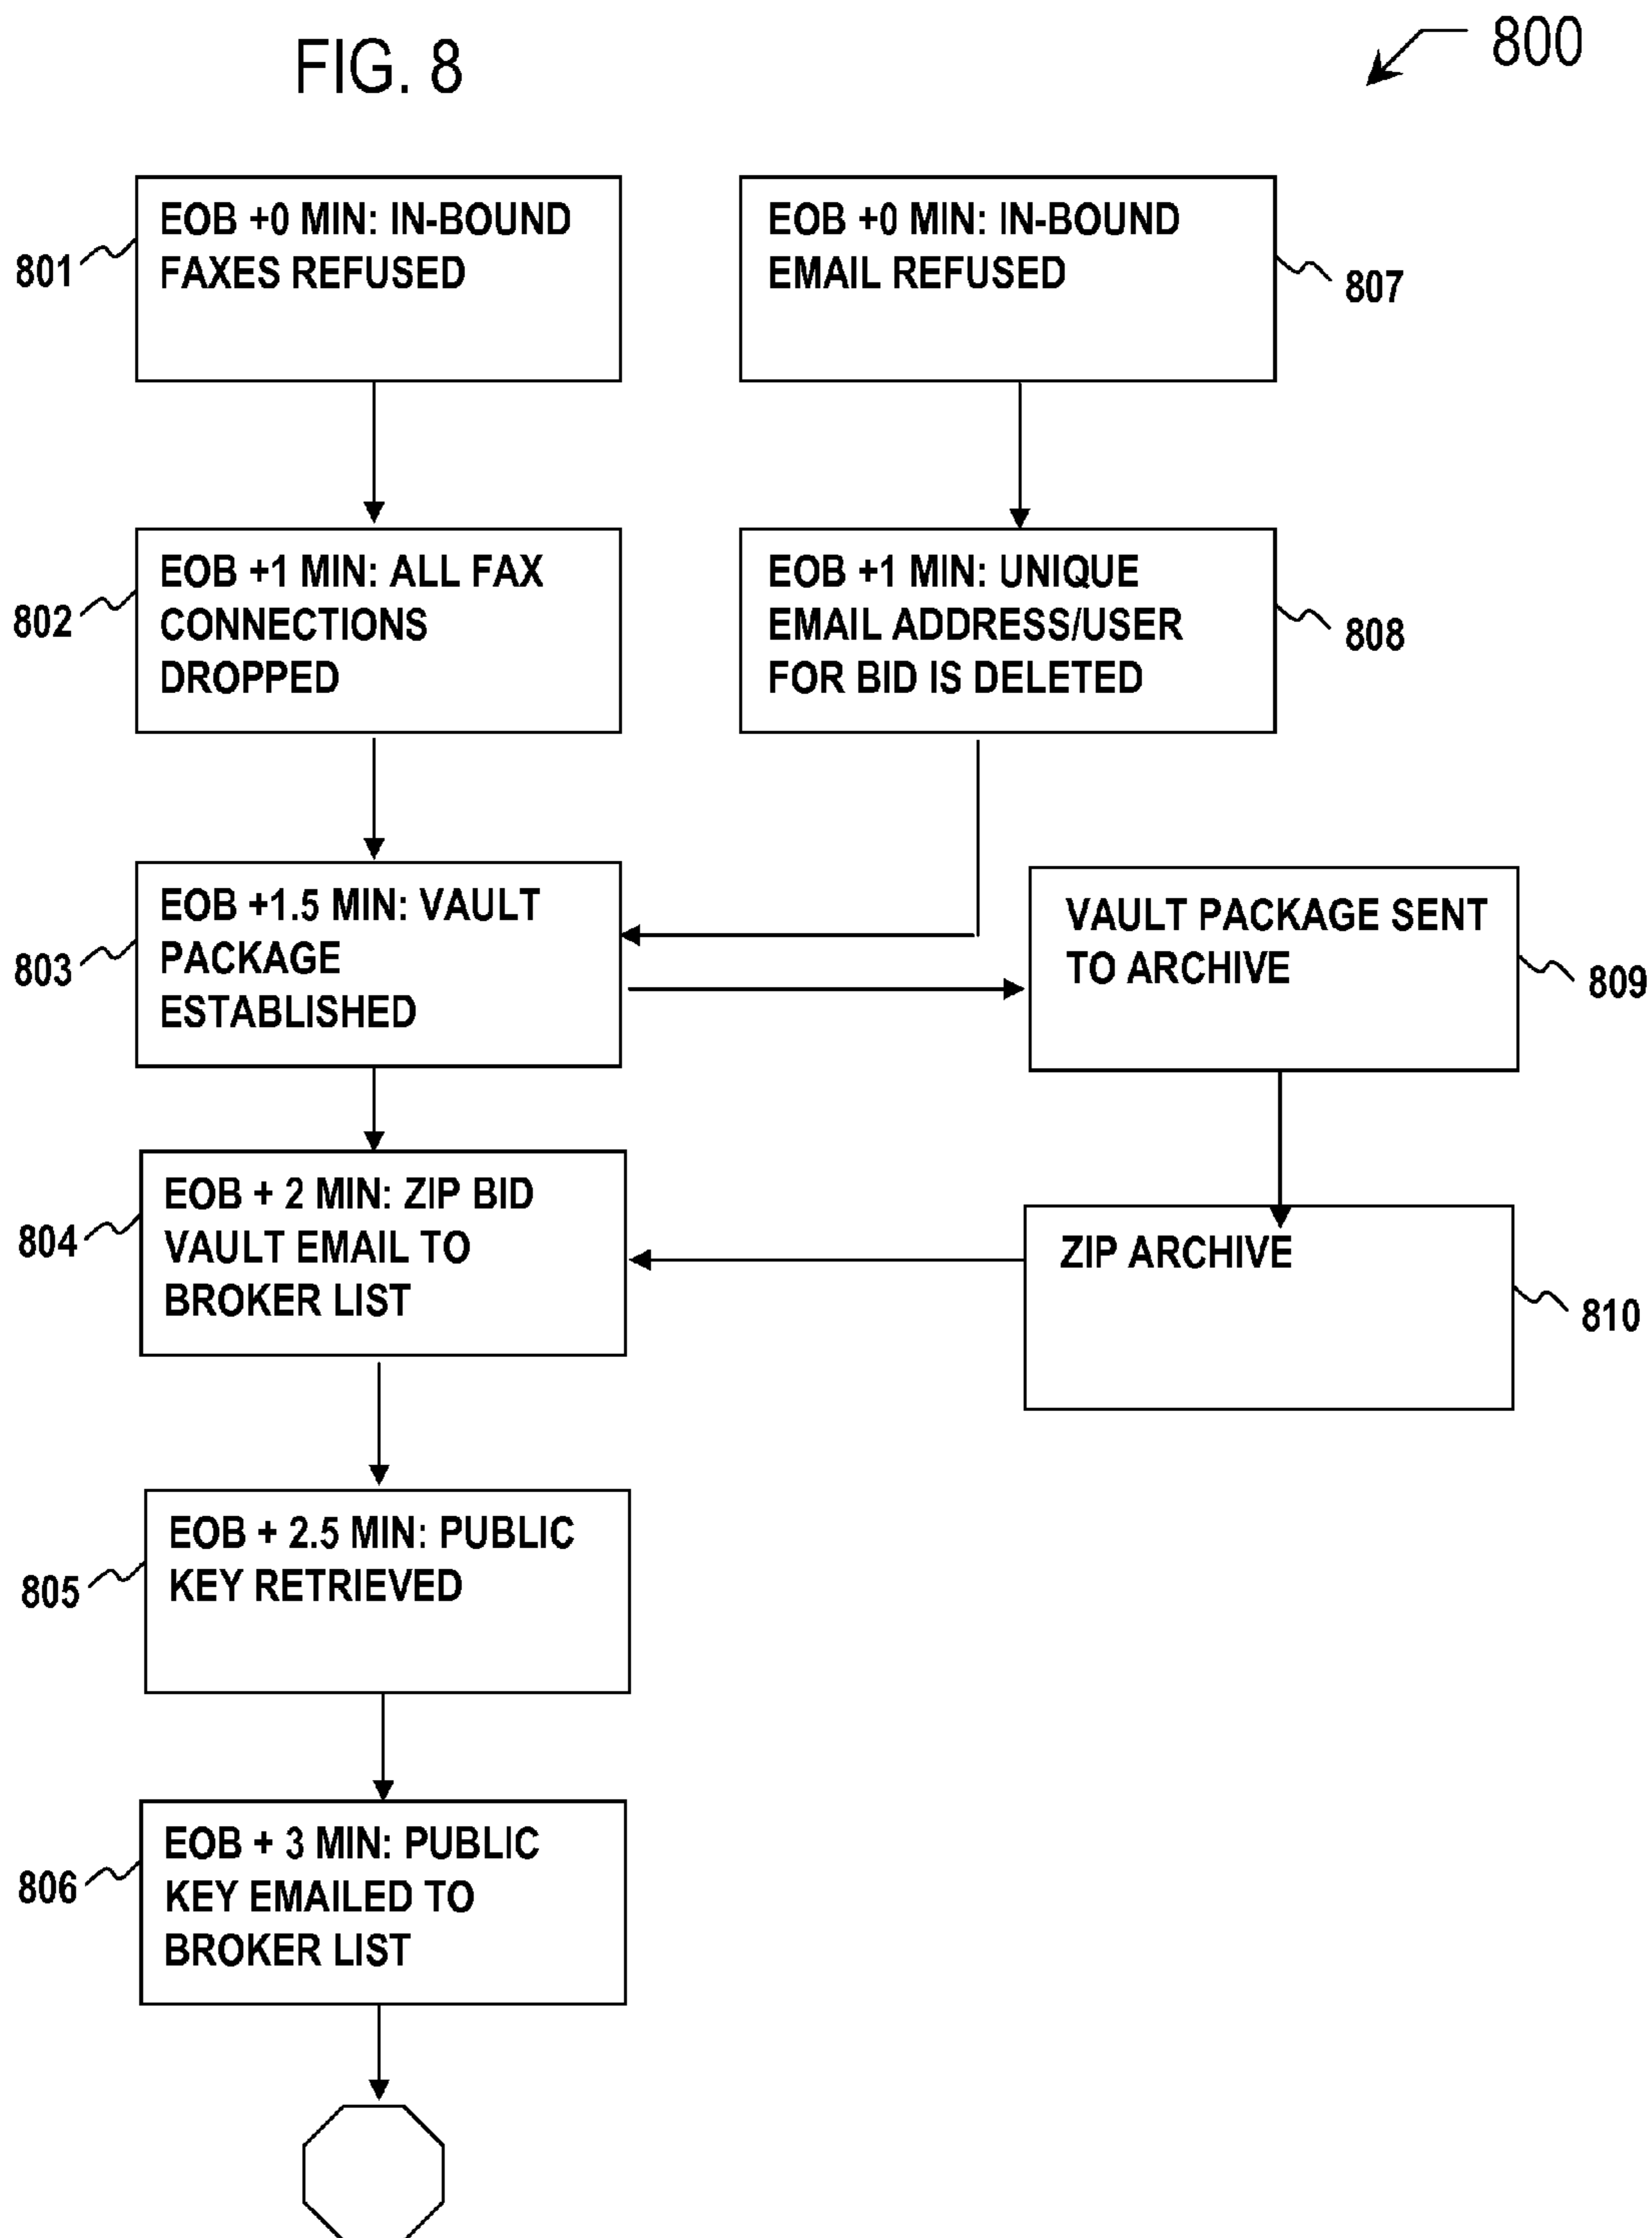 FIG. 8
800
801
EOB +0 MIN: IN-BOUND
FAXES REFUSED
EOB +0 MIN: IN-BOUND
EMAIL REFUSED
807
802
EOB +1 MIN: ALL FAX
CONNECTIONS
DROPPED
EOB +1 MIN: UNIQUE
EMAIL ADDRESS/USER
FOR BID IS DELETED
808
803
EOB +1.5 MIN: VAULT
PACKAGE
ESTABLISHED
VAULT PACKAGE SENT
TO ARCHIVE
809
804
EOB + 2 MIN: ZIP BID
VAULT EMAIL TO
BROKER LIST
ZIP ARCHIVE
810
805
EOB + 2.5 MIN: PUBLIC
KEY RETRIEVED
806
EOB + 3 MIN: PUBLIC
KEY EMAILED TO
BROKER LIST